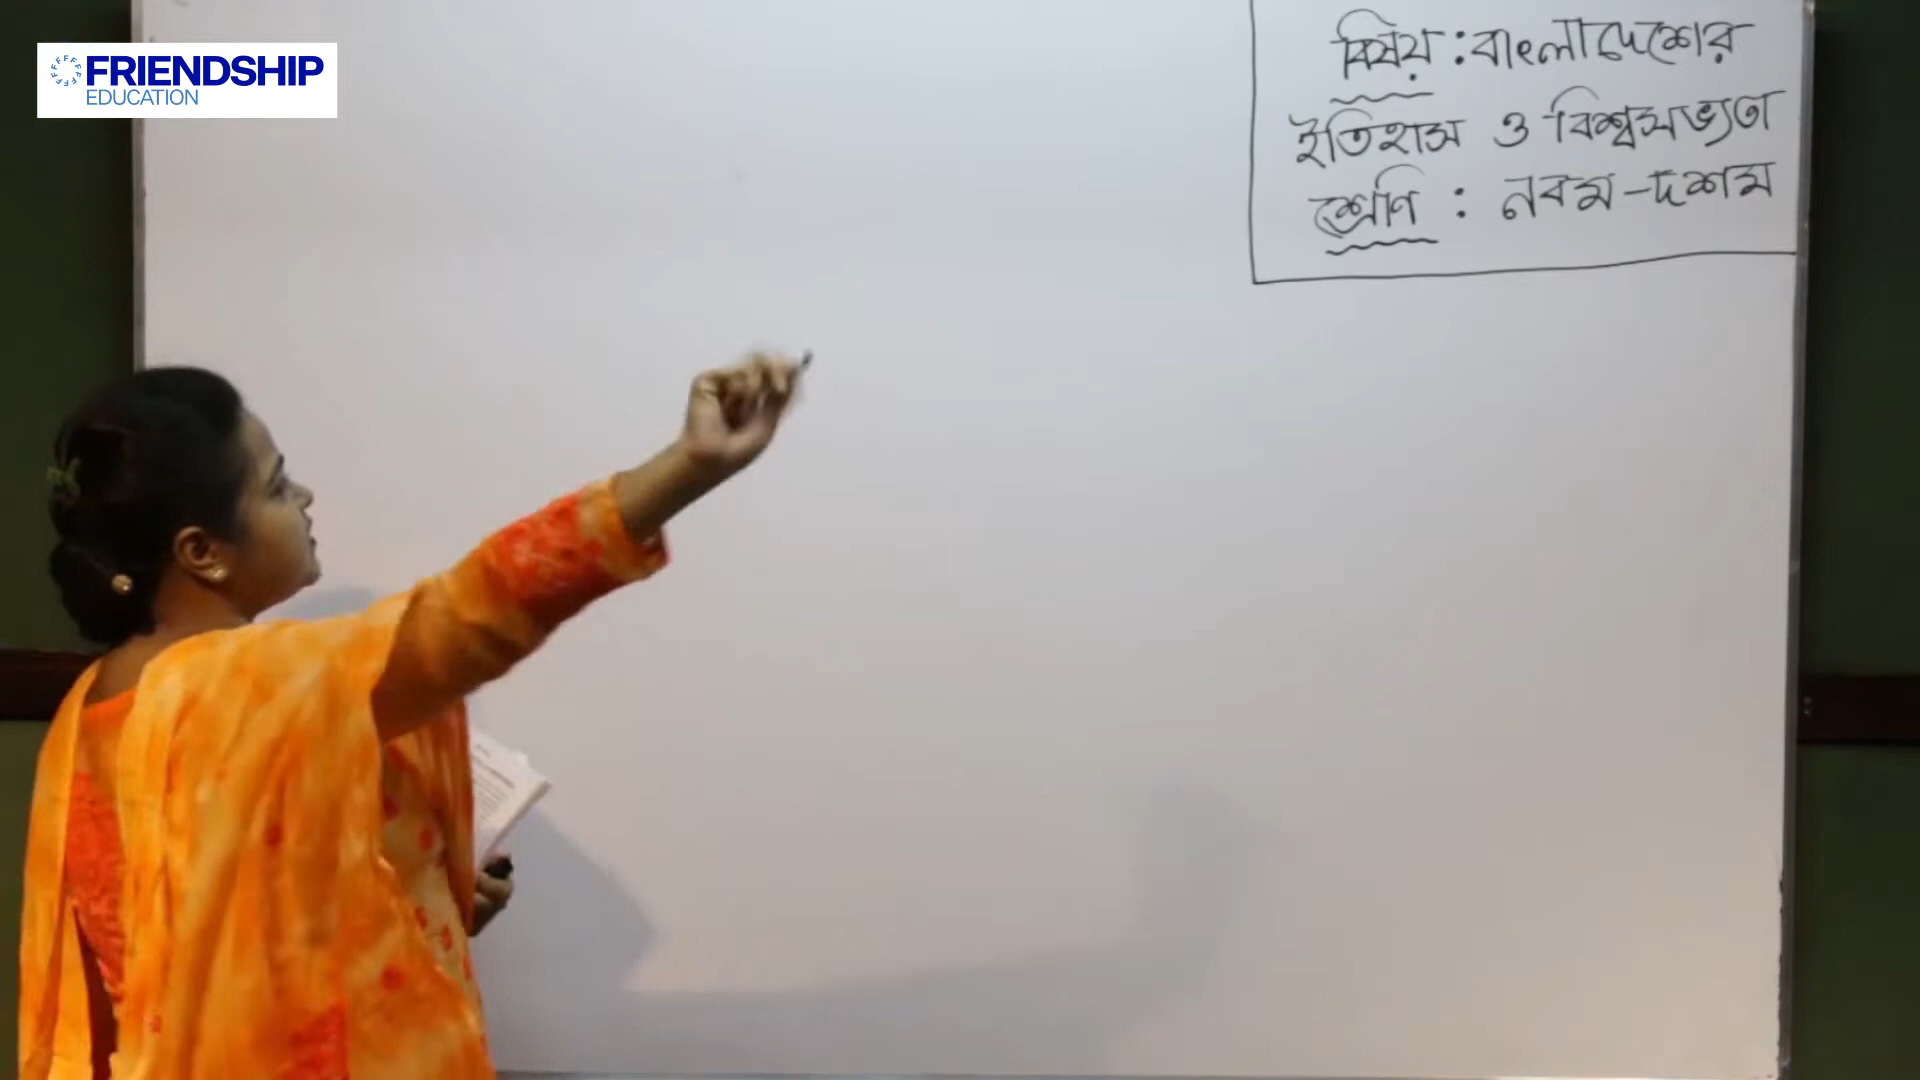 FRIENDSHIP
EDUCATION
বিষয় : বাংলাদেশের
ইতিহাস ও বিশ্বসভ্যতা
শ্রেণি : নবম - দশম